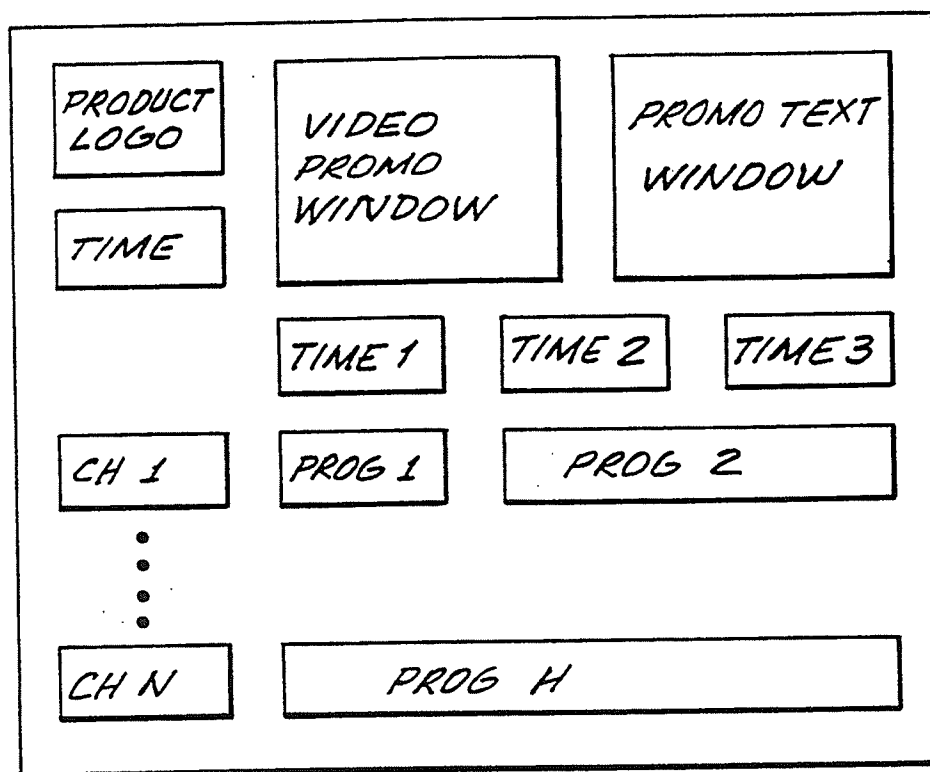 PRODUCT
LOGO
VIDEO
PROMO
WINDOW
PROMO TEXT
WINDOW
TIME
TIME 1
TIME 2
TIME 3
CH 1
PROG 1
PROG 2
CH N
PROG H